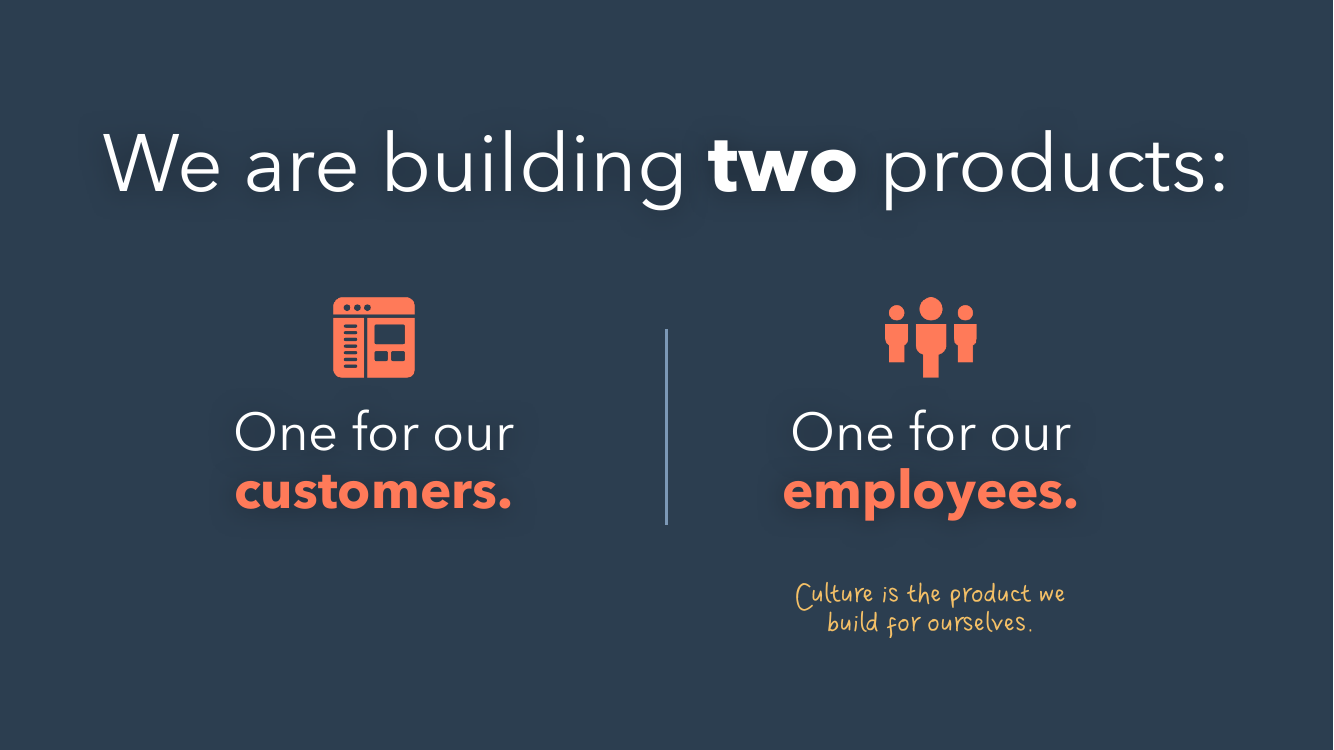 We are building two products:
One for our
customers.
One for our
employees.
Culture is the product we
build for ourselves.